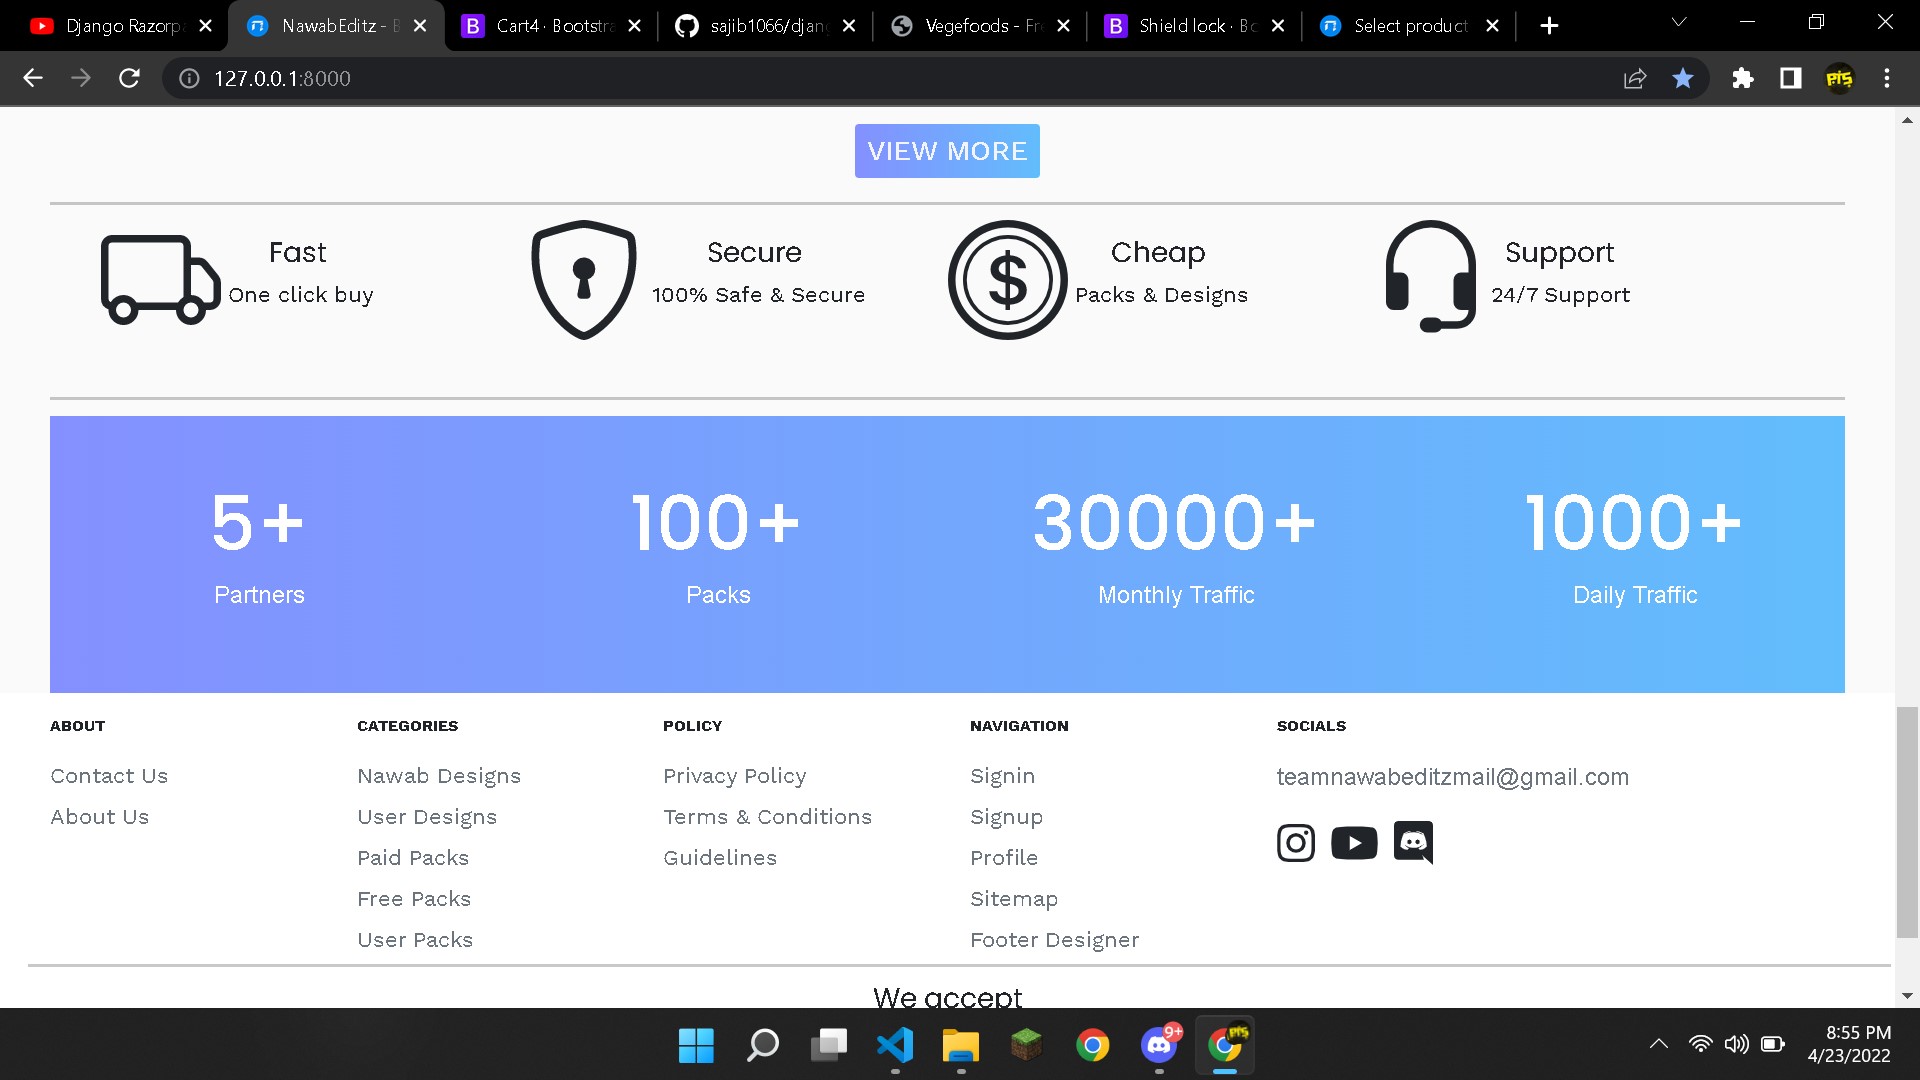 Django Razorp
NawabEditz - B
Cart4 · Bootstra
sajib1066/djang
Vegefoods - Fre
Shield lock · Bo
Select product
127.0.0.1:8000
VIEW MORE
Fast
One click buy
Secure
100% Safe & Secure
Cheap
Packs & Designs
Support
24/7 Support
5+
Partners
100+
Packs
30000+
Monthly Traffic
1000+
Daily Traffic
ABOUT
Contact Us
About Us
CATEGORIES
Nawab Designs
User Designs
Paid Packs
Free Packs
User Packs
POLICY
Privacy Policy
Terms & Conditions
Guidelines
NAVIGATION
Signin
Signup
Profile
Sitemap
Footer Designer
SOCIALS
teamnawabeditzmail@gmail.com
We accept
9+
8:55 PM
4/23/2022